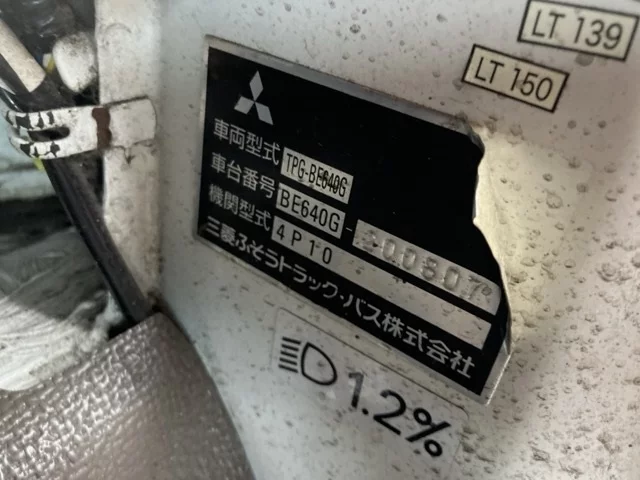 LT 139
LT 150
車両型式 TPG-BE640G
車台番号 BE640G-200807
機関型式 4P10
三菱ふそうトラック・バス株式会社
1.2%